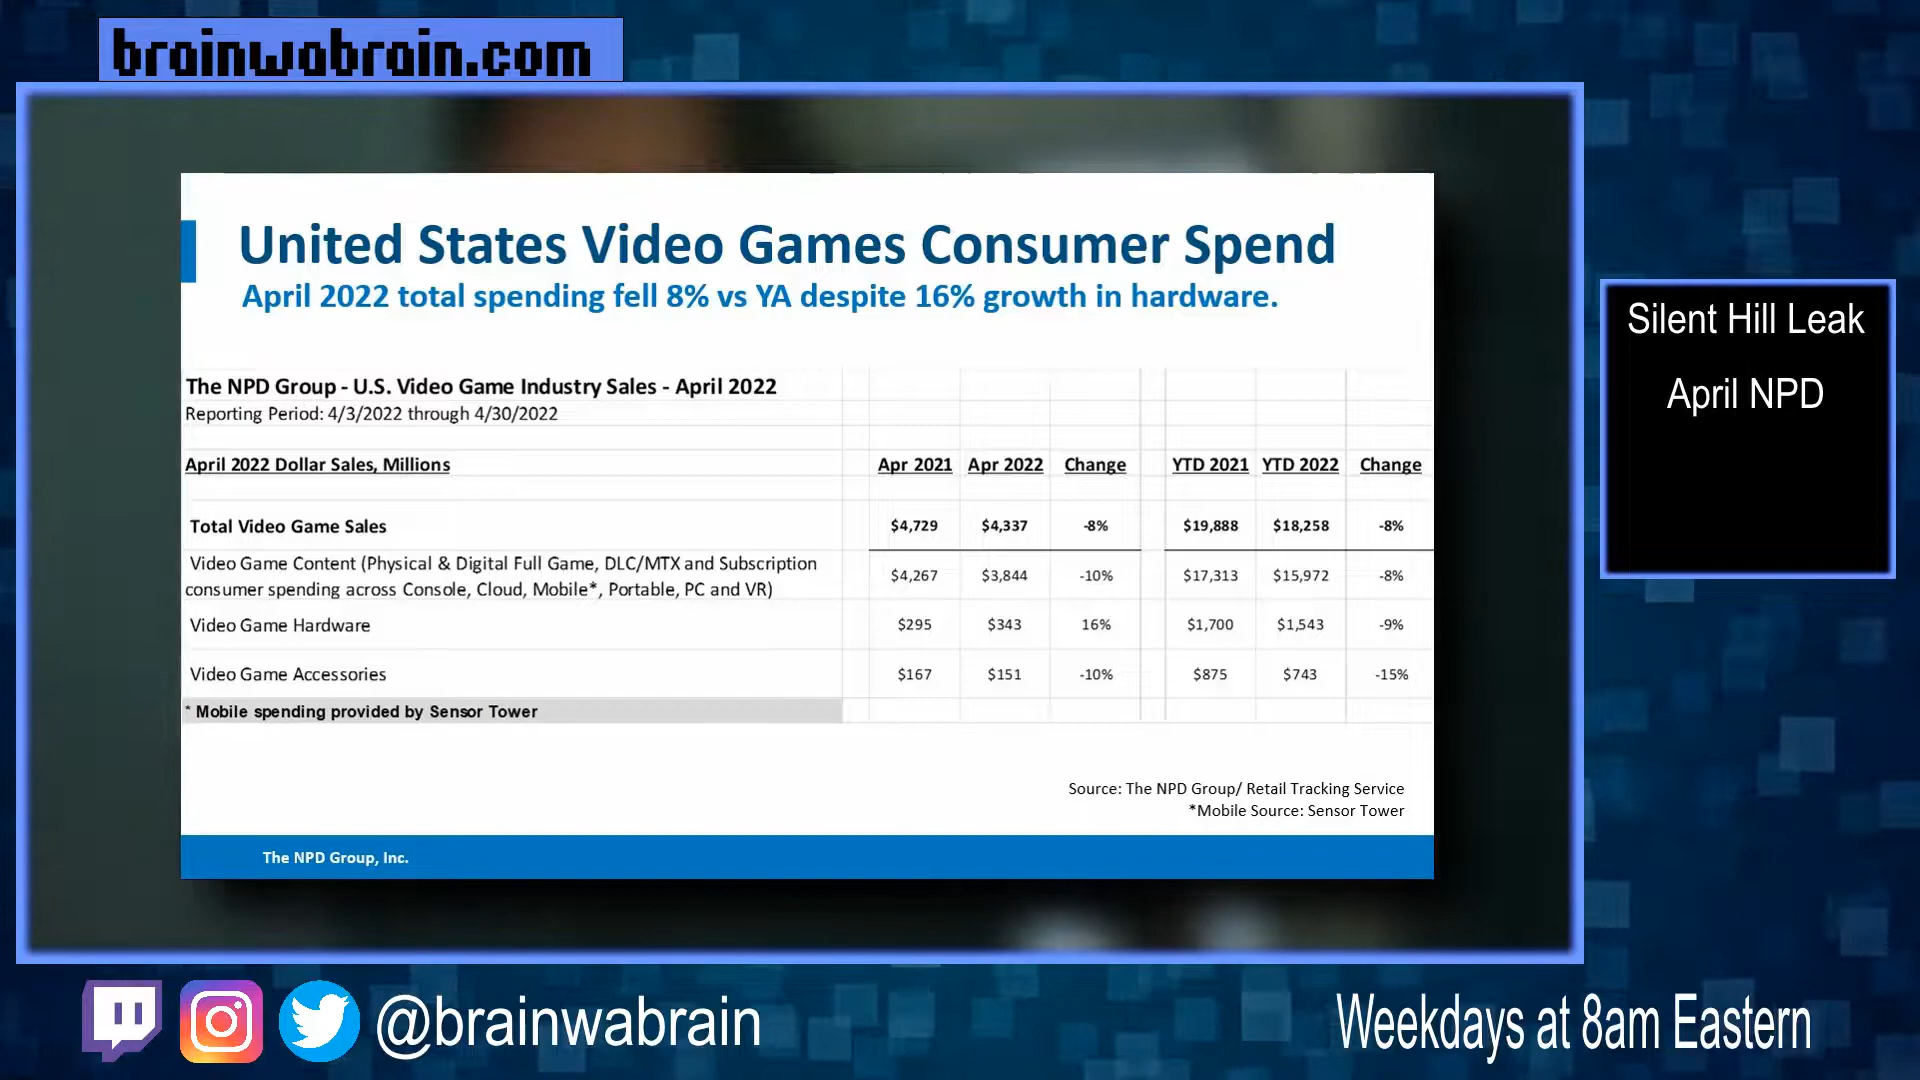 brainwabrain.com
United States Video Games Consumer Spend
April 2022 total spending fell 8% vs YA despite 16% growth in hardware.
The NPD Group - U.S. Video Game Industry Sales - April 2022
Reporting Period: 4/3/2022 through 4/30/2022
April 2022 Dollar Sales, Millions Apr 2021 Apr 2022 Change YTD 2021 YTD 2022 Change
Total Video Game Sales $4,729 $4,337 -8% $19,888 $18,258 -8%
Video Game Content (Physical & Digital Full Game, DLC/MTX and Subscription
consumer spending across Console, Cloud, Mobile*, Portable, PC and VR) $4,267 $3,844 -10% $17,313 $15,972 -8%
Video Game Hardware $295 $343 16% $1,700 $1,543 -9%
Video Game Accessories $167 $151 -10% $875 $743 -15%
* Mobile spending provided by Sensor Tower
Source: The NPD Group/ Retail Tracking Service
*Mobile Source: Sensor Tower
The NPD Group, Inc.
Silent Hill Leak
April NPD
@brainwabrain
Weekdays at 8am Eastern